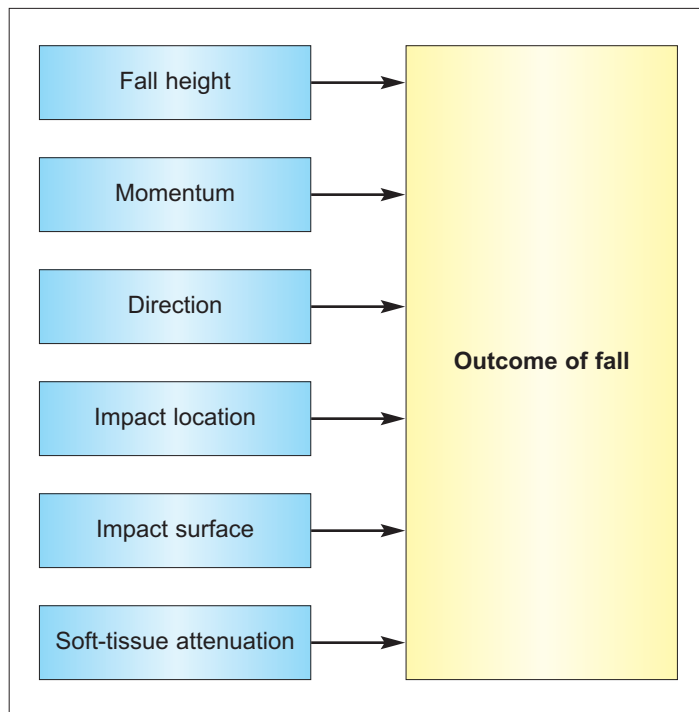 Fall height
Momentum
Direction
Impact location
Impact surface
Soft-tissue attenuation
Outcome of fall